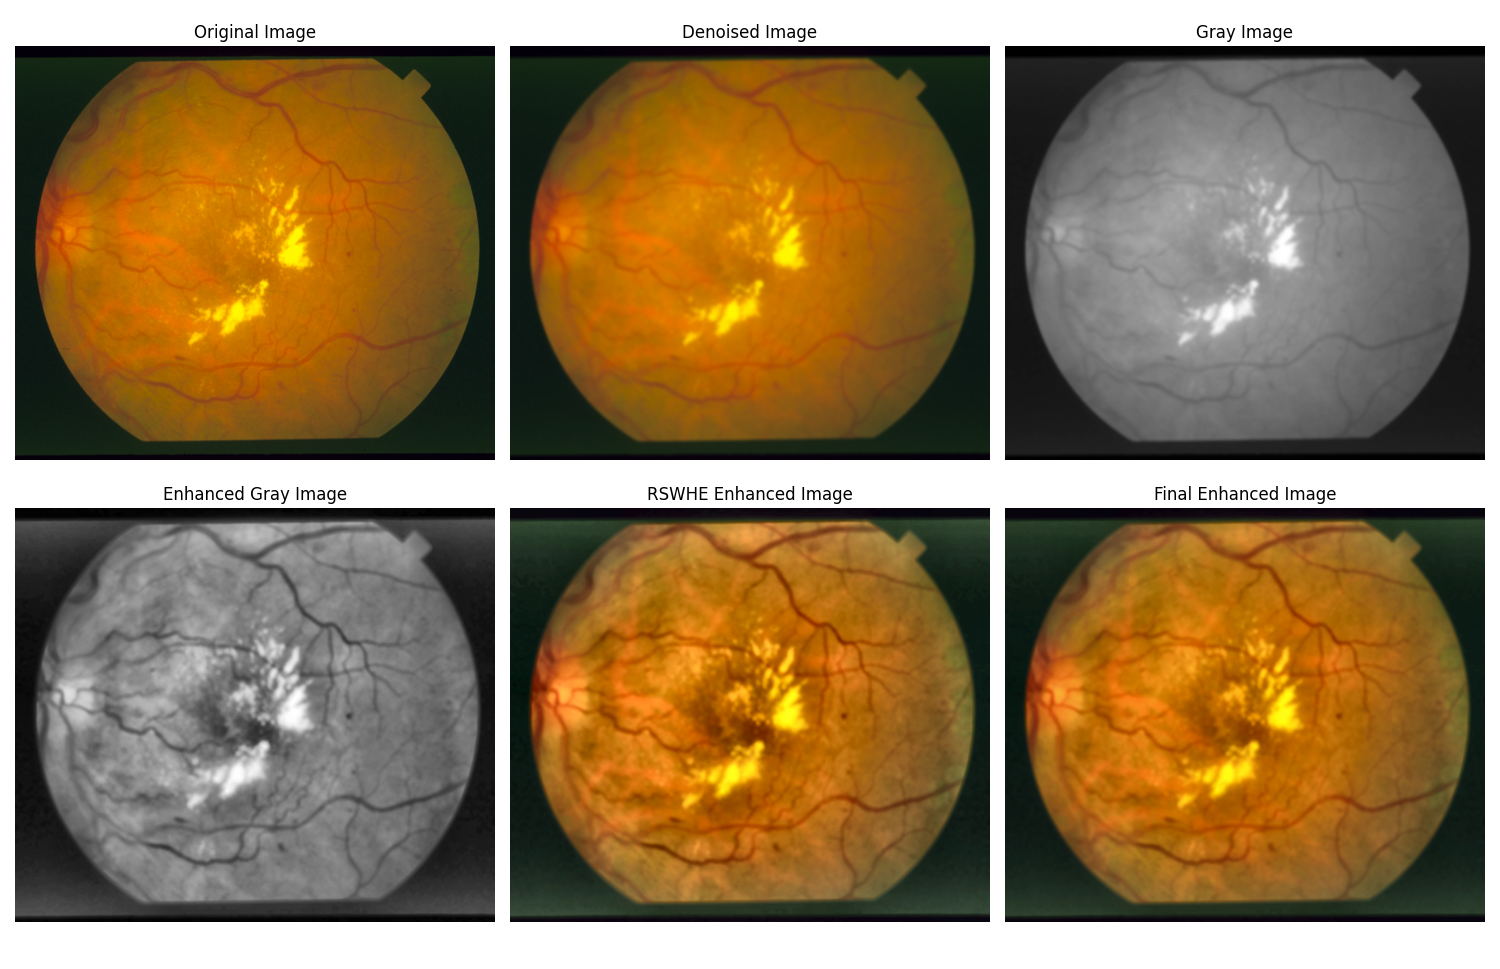 Original Image
Denoised Image
Gray Image
Enhanced Gray Image
RSWHE Enhanced Image
Final Enhanced Image